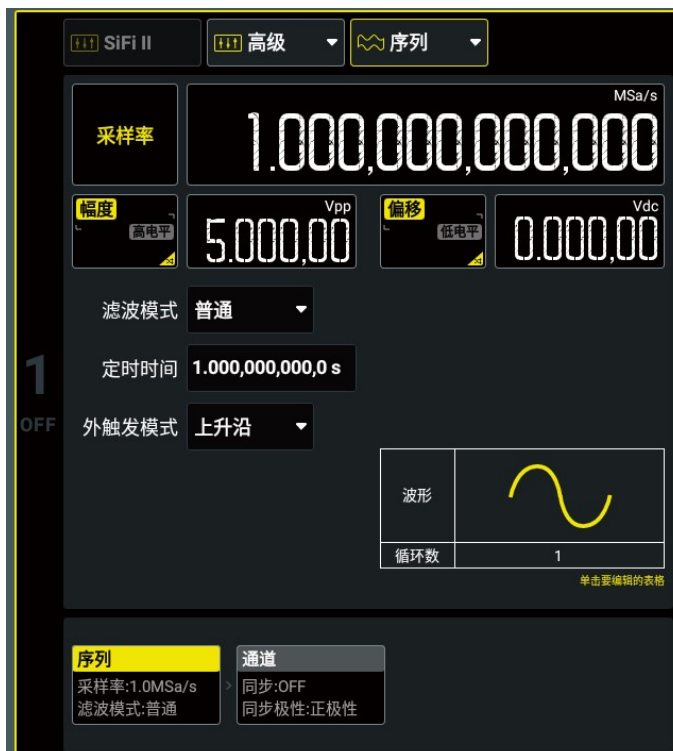 SiFi II
高级
序列
采样率
MSa/s
1.000,000,000,000
幅度
高电平
Vpp
5.000,00
偏移
低电平
Vdc
0.000,00
滤波模式
普通
定时时间
1.000,000,000,0 s
1
OFF
外触发模式
上升沿
波形
循环数
1
单击要编辑的表格
序列
采样率:1.0MSa/s
滤波模式:普通
>
通道
同步:OFF
同步极性:正极性